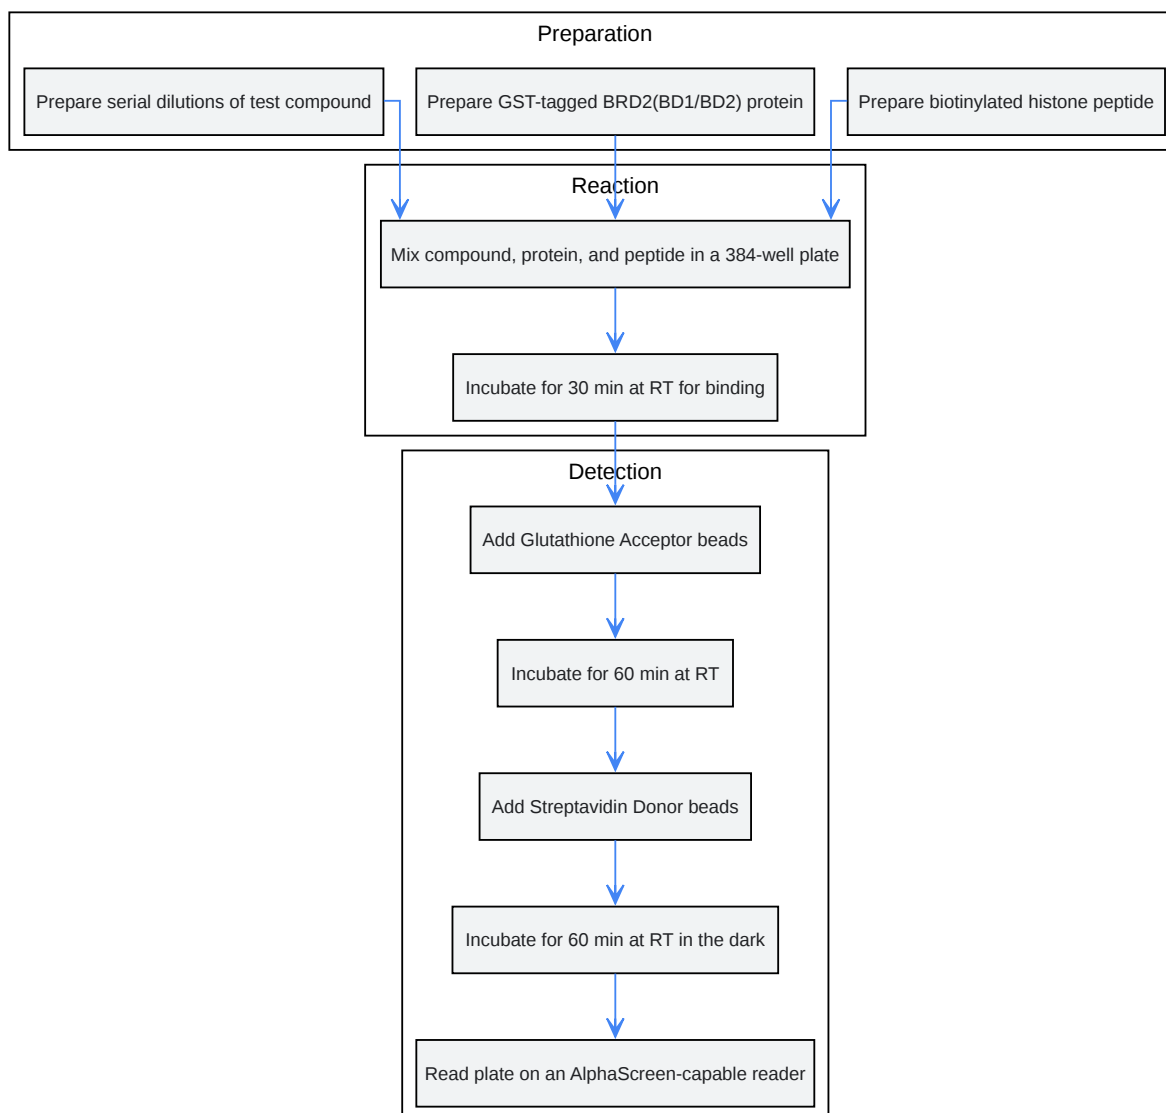 Preparation
Prepare serial dilutions of test compound
Prepare GST-tagged BRD2(BD1/BD2) protein
Prepare biotinylated histone peptide
Reaction
Mix compound, protein, and peptide in a 384-well plate
Incubate for 30 min at RT for binding
Detection
Add Glutathione Acceptor beads
Incubate for 60 min at RT
Add Streptavidin Donor beads
Incubate for 60 min at RT in the dark
Read plate on an AlphaScreen-capable reader